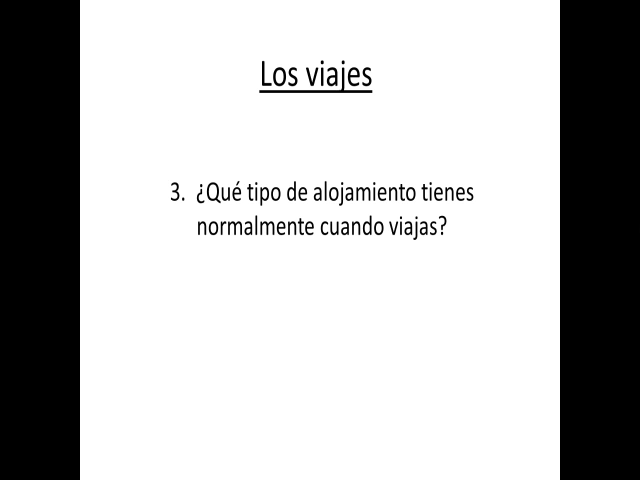 Los viajes
3. ¿Qué tipo de alojamiento tienes
normalmente cuando viajas?